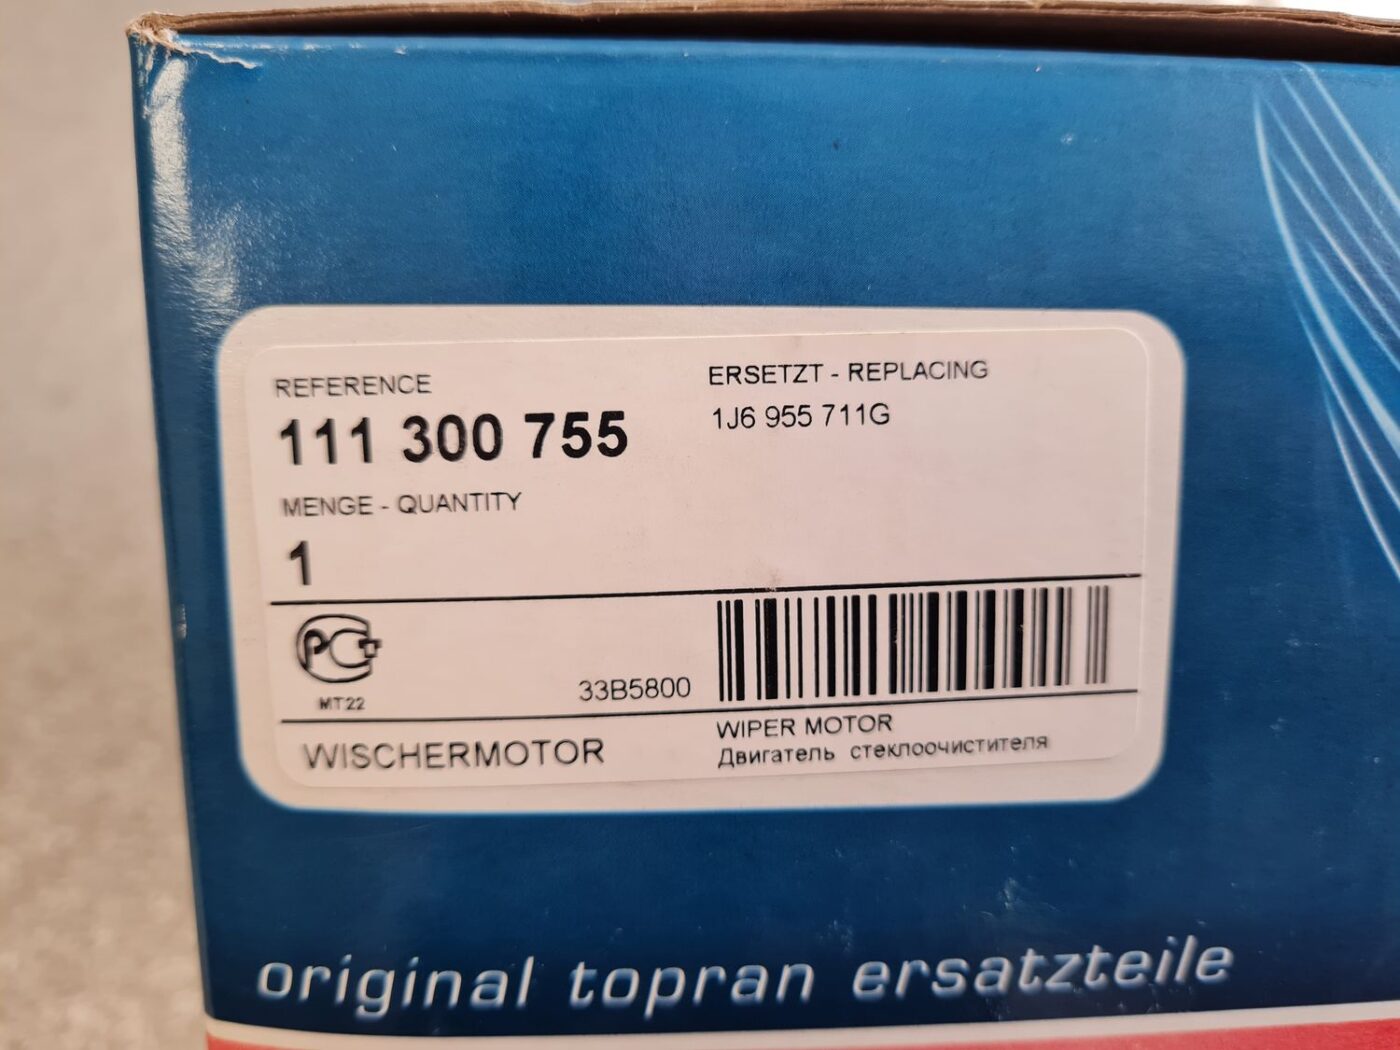 REFERENCE
111 300 755
MENGE - QUANTITY
1
ERSETZT - REPLACING
1J6 955 711G
PC
MT22
33B5800
WISCHERMOTOR
WIPER MOTOR
Двигатель стеклоочистителя
original topran ersatzteile